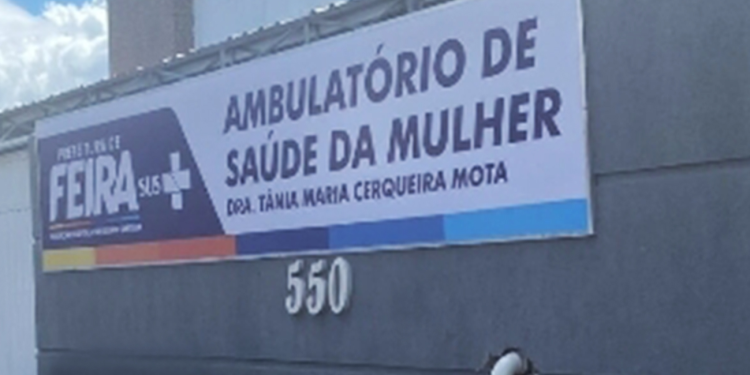 PREFEITURA DE
FEIRA
SUS
AMBULATÓRIO DE
SAÚDE DA MULHER
DRA. TÂNIA MARIA CERQUEIRA MOTA
550